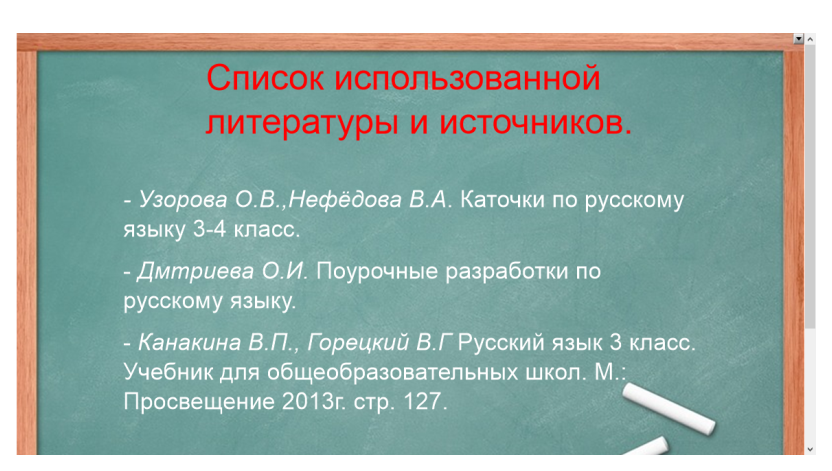 Список использованной
литературы и источников.
- Узорова О.В.,Нефёдова В.А. Каточки по русскому
языку 3-4 класс.
- Дмтриева О.И. Поурочные разработки по
русскому языку.
- Канакина В.П., Горецкий В.Г Русский язык 3 класс.
Учебник для общеобразовательных школ. М.:
Просвещение 2013г. стр. 127.